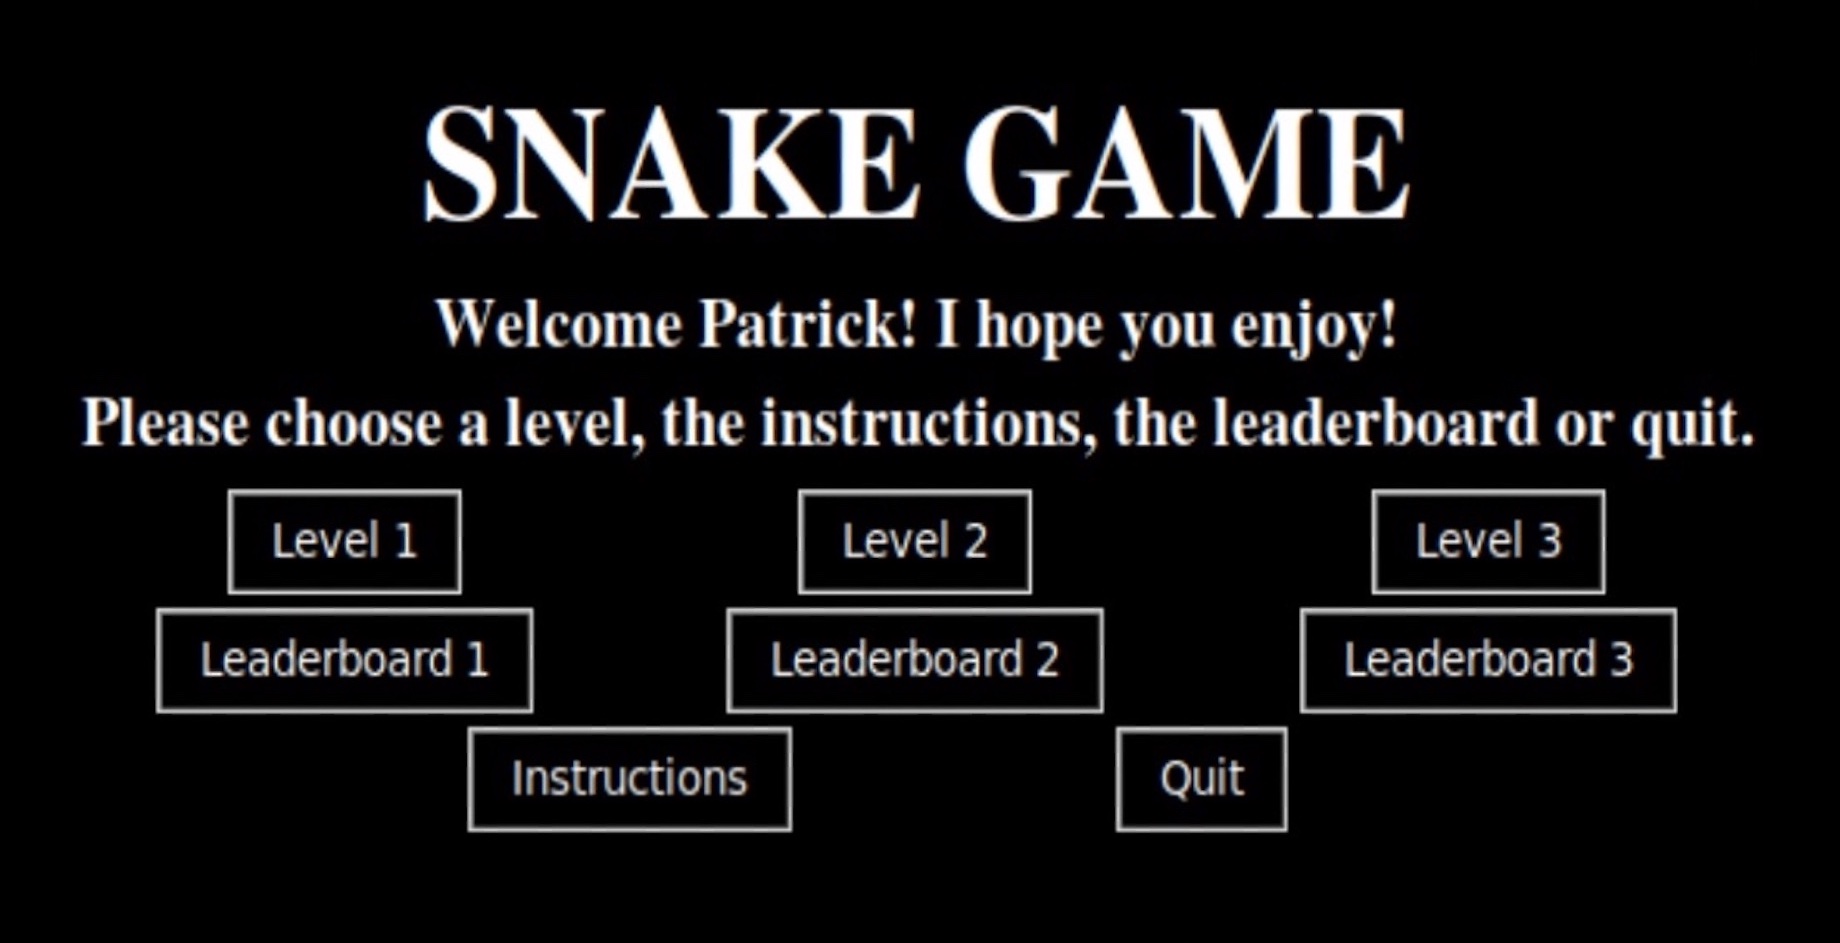 SNAKE GAME
Welcome Patrick! I hope you enjoy!
Please choose a level, the instructions, the leaderboard or quit.
Level 1 Level 2 Level 3
Leaderboard 1 Leaderboard 2 Leaderboard 3
Instructions Quit